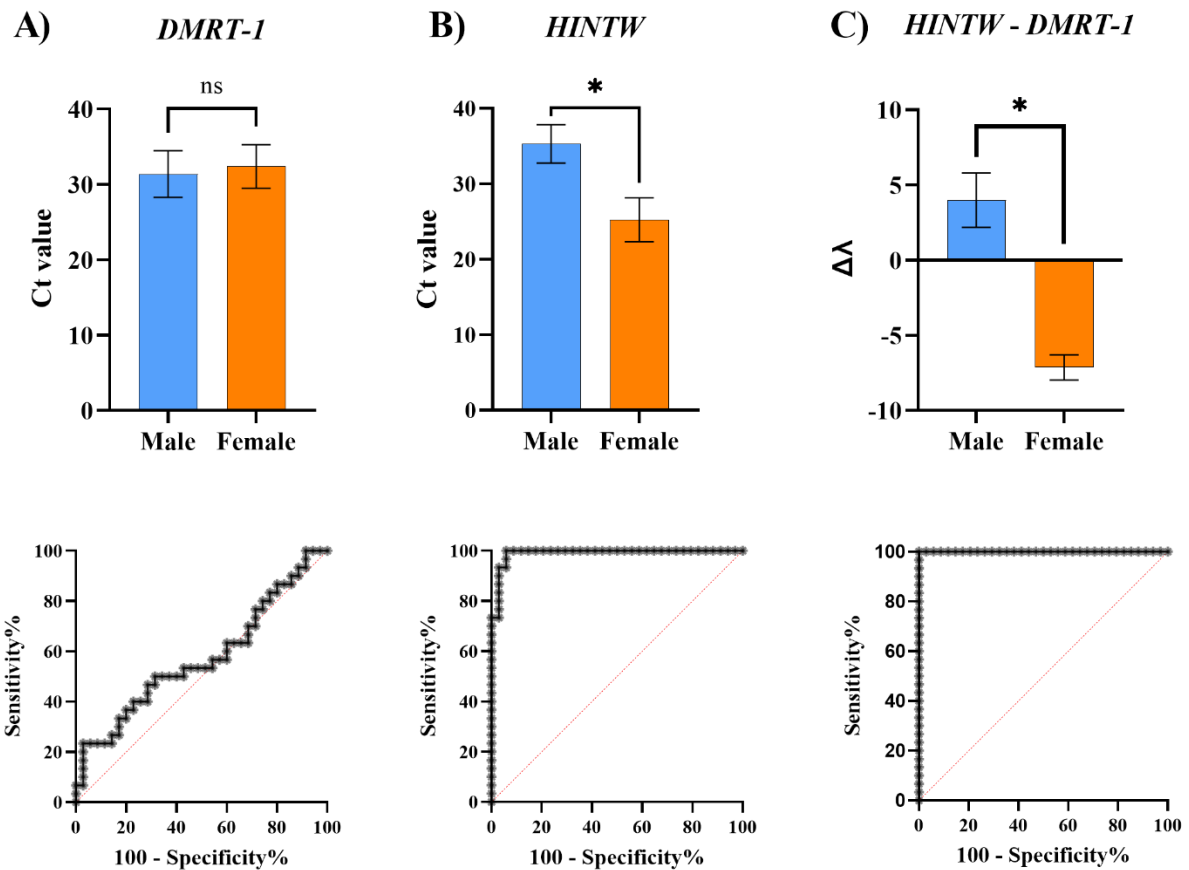 A) DMRT-1
ns
Ct value
40
30
20
10
0
Male Female
B) HINTW
*
Ct value
40
30
20
10
0
Male Female
C) HINTW - DMRT-1
*
Δλ
10
5
0
-5
-10
Male Female
Sensitivity%
100
80
60
40
20
0
0 20 40 60 80 100
100 - Specificity%
Sensitivity%
100
80
60
40
20
0
0 20 40 60 80 100
100 - Specificity%
Sensitivity%
100
80
60
40
20
0
0 20 40 60 80 100
100 - Specificity%